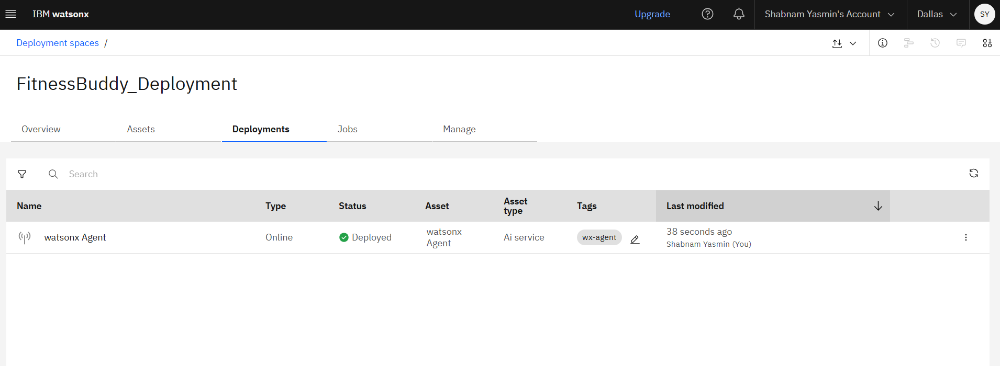 IBM watsonx
Upgrade
Shabnam Yasmin's Account
Dallas
SY
Deployment spaces /
FitnessBuddy_Deployment
Overview
Assets
Deployments
Jobs
Manage
Search
Name
Type
Status
Asset
Asset
type
Tags
Last modified
watsonx Agent
Online
Deployed
watsonx
Agent
Ai service
wx-agent
38 seconds ago
Shabnam Yasmin (You)